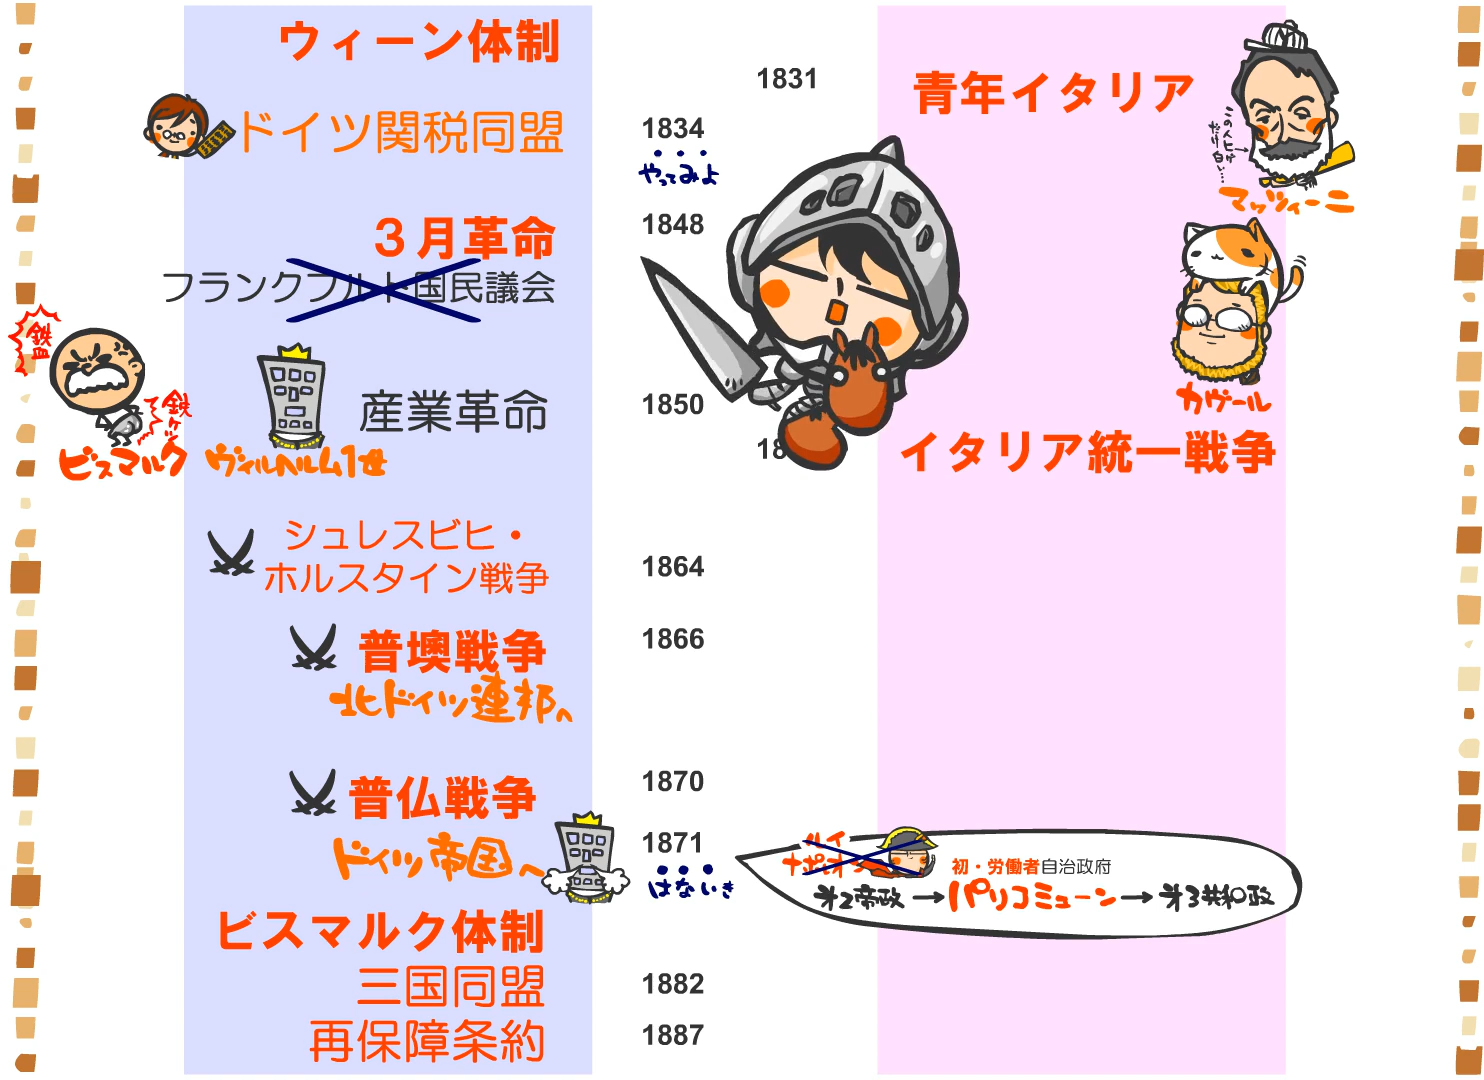 ウィーン体制
1831
青年イタリア
ドイツ関税同盟
1834
やってみよ
この人ヒゲ
だけ白い…
マッツィーニ
3月革命
1848
フランクフルト国民議会
鉄血
鉄ケツ
ビスマルク
ヴィルヘルム1世
産業革命
1850
カヴール
18
イタリア統一戦争
シュレスビヒ・
ホルスタイン戦争
1864
普墺戦争
1866
北ドイツ連邦へ
普仏戦争
1870
ドイツ帝国へ
1871
はないき
ルイ
ナポレオン
初・労働者自治政府
第2帝政→パリコミューン→第3共和政
ビスマルク体制
三国同盟
1882
再保障条約
1887